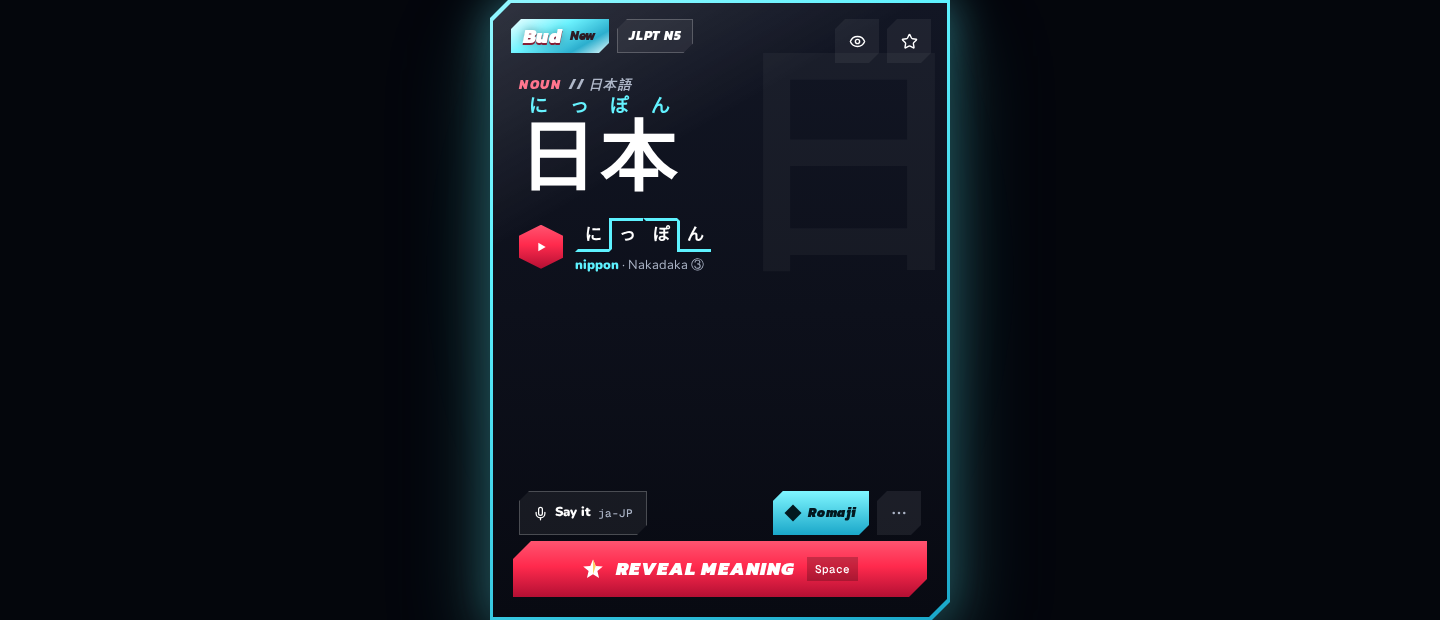 Bud New JLPT N5
NOUN // 日本語
にっぽん
日本
にっぽん
nippon · Nakadaka ③
Say it ja-JP
Romaji
REVEAL MEANING Space